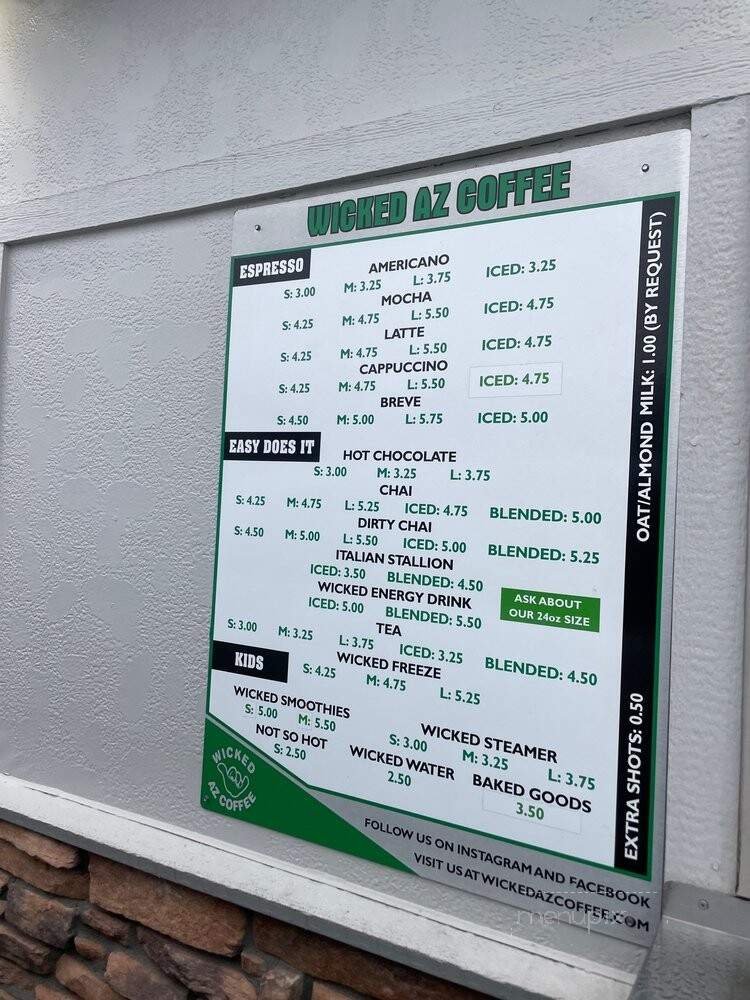 WICKED AZ COFFEE
ESPRESSO
AMERICANO
S: 3.00 M: 3.25 L: 3.75 ICED: 3.25
MOCHA
S: 4.25 M: 4.75 L: 5.50 ICED: 4.75
LATTE
S: 4.25 M: 4.75 L: 5.50 ICED: 4.75
CAPPUCCINO
S: 4.25 M: 4.75 L: 5.50 ICED: 4.75
BREVE
S: 4.50 M: 5.00 L: 5.75 ICED: 5.00
EASY DOES IT
HOT CHOCOLATE
S: 3.00 M: 3.25 L: 3.75
CHAI
S: 4.25 M: 4.75 L: 5.25 ICED: 4.75 BLENDED: 5.00
DIRTY CHAI
S: 4.50 M: 5.00 L: 5.50 ICED: 5.00 BLENDED: 5.25
ITALIAN STALLION
ICED: 3.50 BLENDED: 4.50
WICKED ENERGY DRINK
ICED: 5.00 BLENDED: 5.50
ASK ABOUT
OUR 24oz SIZE
TEA
S: 3.00 M: 3.25 L: 3.75 ICED: 3.25 BLENDED: 4.50
KIDS
WICKED FREEZE
S: 4.25 M: 4.75 L: 5.25
WICKED SMOOTHIES
S: 5.00 M: 5.50
WICKED STEAMER
S: 3.00 M: 3.25 L: 3.75
NOT SO HOT
S: 2.50
WICKED WATER
2.50
BAKED GOODS
3.50
OAT/ALMOND MILK: 1.00 (BY REQUEST)
EXTRA SHOTS: 0.50
WICKED
AZ COFFEE
FOLLOW US ON INSTAGRAM AND FACEBOOK
VISIT US AT WICKEDAZCOFFEE.COM
menupix